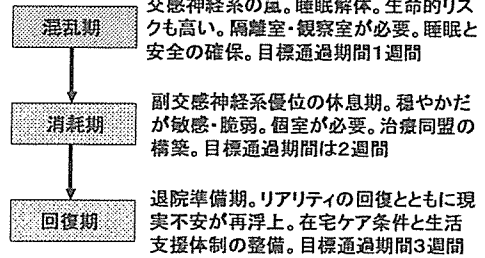 混乱期
交感神経系の嵐。睡眠解体。生命的リス
クも高い。隔離室・観察室が必要。睡眠と
安全の確保。目標通過期間1週間
消耗期
副交感神経系優位の休息期。穏やかだ
が敏感・脆弱。個室が必要。治療同盟の
構築。目標通過期間は2週間
回復期
退院準備期。リアリティの回復とともに現
実不安が再浮上。在宅ケア条件と生活
支援体制の整備。目標通過期間3週間